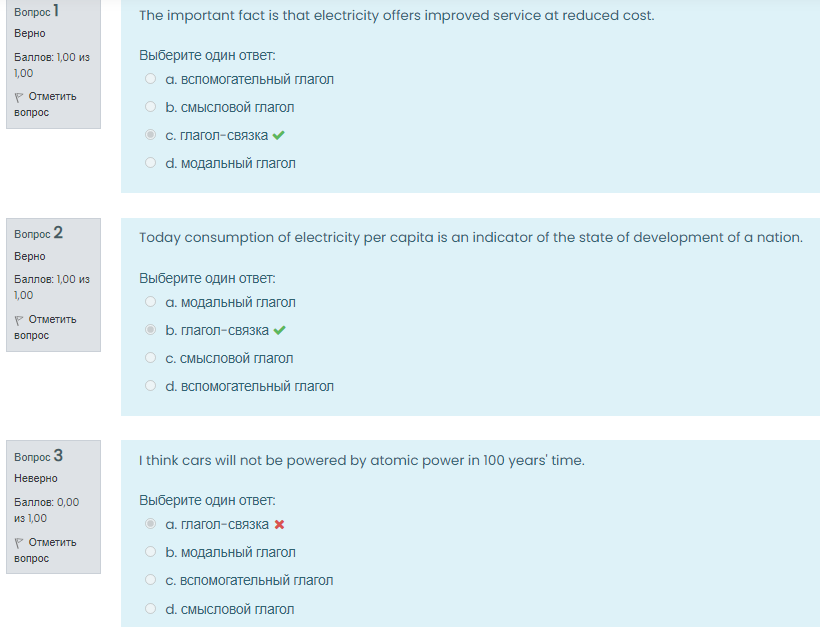 Вопрос 1
Верно
Баллов: 1,00 из
1,00
Отметить
вопрос
The important fact is that electricity offers improved service at reduced cost.
Выберите один ответ:
a. вспомогательный глагол
b. смысловой глагол
c. глагол-связка
d. модальный глагол
Вопрос 2
Верно
Баллов: 1,00 из
1,00
Отметить
вопрос
Today consumption of electricity per capita is an indicator of the state of development of a nation.
Выберите один ответ:
a. модальный глагол
b. глагол-связка
c. смысловой глагол
d. вспомогательный глагол
Вопрос 3
Неверно
Баллов: 0,00
из 1,00
Отметить
вопрос
I think cars will not be powered by atomic power in 100 years' time.
Выберите один ответ:
a. глагол-связка
b. модальный глагол
c. вспомогательный глагол
d. смысловой глагол